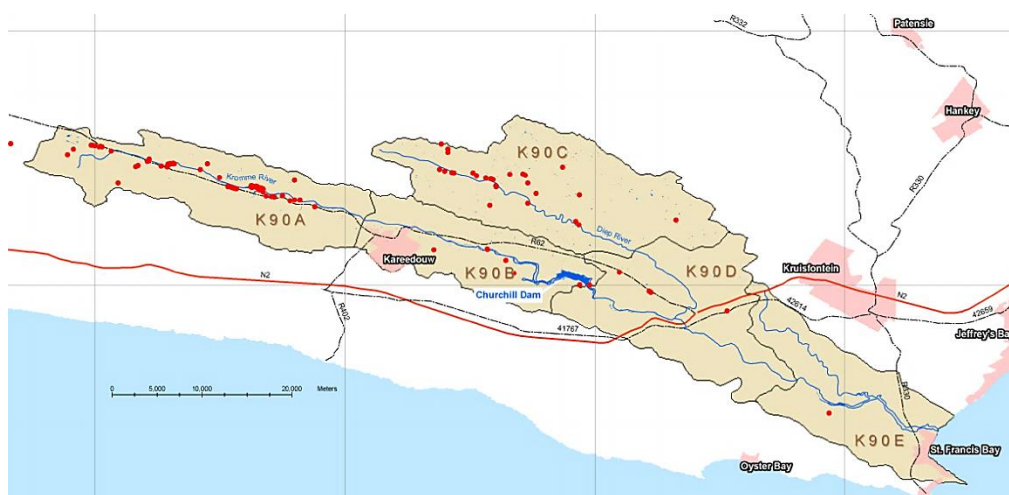 R332
Patensie
Hankey
K90C
Kromme River
R330
K90A
Diep River
R62
Kareedouw
K90B
K90D
Kruisfontein
N2
Churchill Dam
N2
R402
41767
42614
42659
Jeffrey's Ba
0 5,000 10,000 20,000 Meters
R330
K90E
St. Francis Bay
Oyster Bay